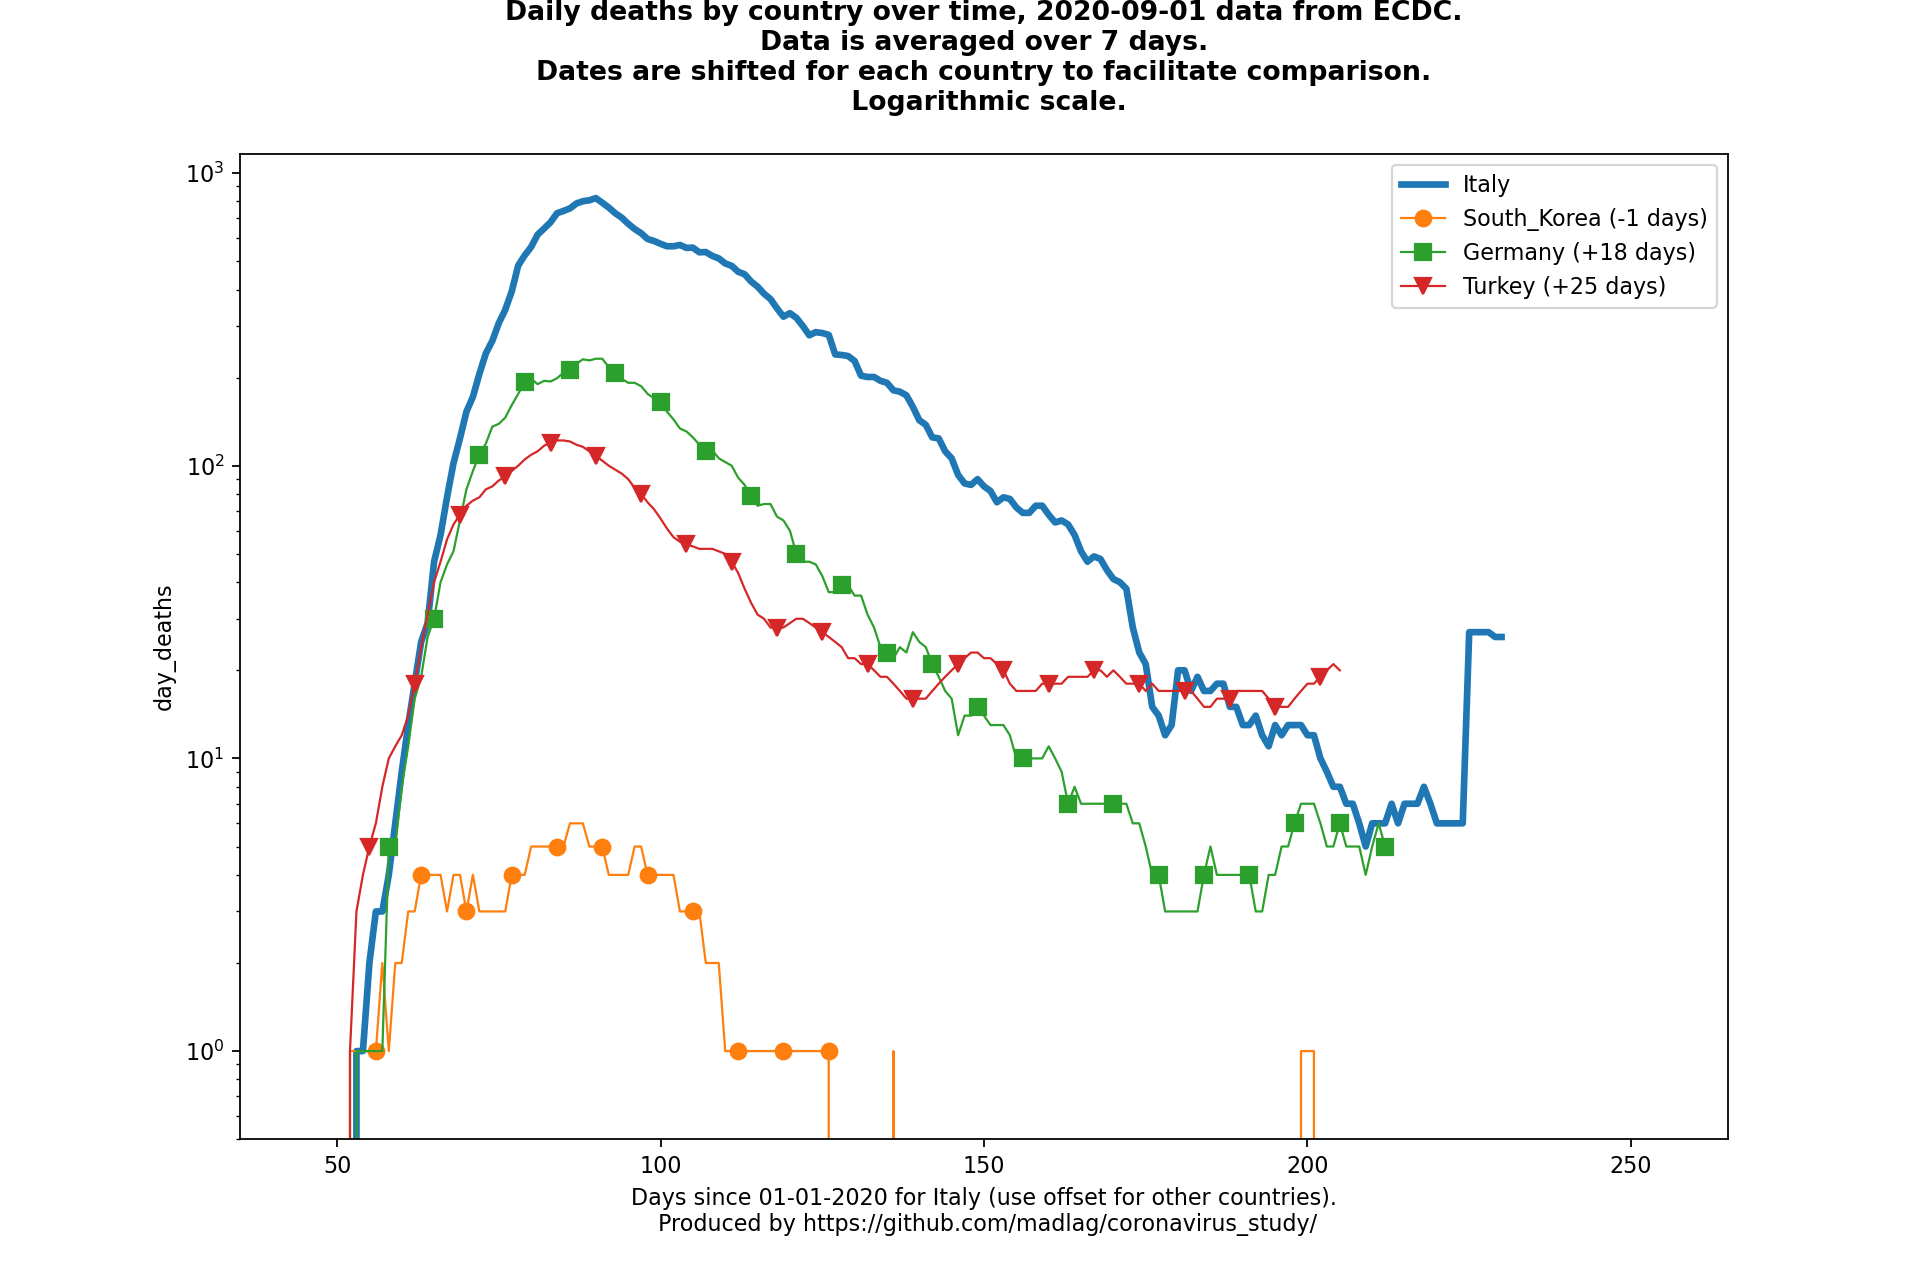 Daily deaths by country over time, 2020-09-01 data from ECDC.
Data is averaged over 7 days.
Dates are shifted for each country to facilitate comparison.
Logarithmic scale.
10³
10²
10¹
10⁰
day_deaths
Italy
South_Korea (-1 days)
Germany (+18 days)
Turkey (+25 days)
50 100 150 200 250
Days since 01-01-2020 for Italy (use offset for other countries).
Produced by https://github.com/madlag/coronavirus_study/